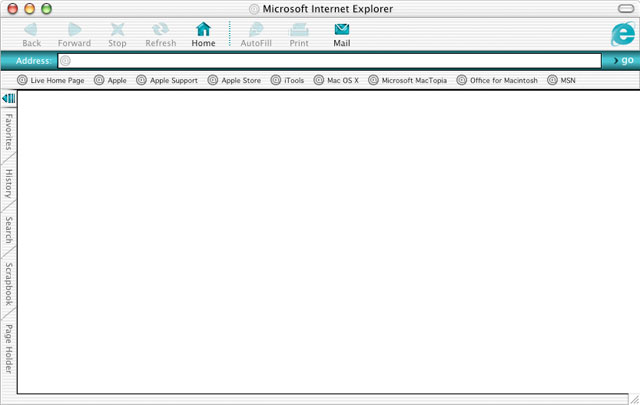 Microsoft Internet Explorer
Back Forward Stop Refresh Home AutoFill Print Mail
Address: @ go
@ Live Home Page @ Apple @ Apple Support @ Apple Store @ iTools @ Mac OS X @ Microsoft MacTopia @ Office for Macintosh @ MSN
Favorites
History
Search
Scrapbook
Page Holder